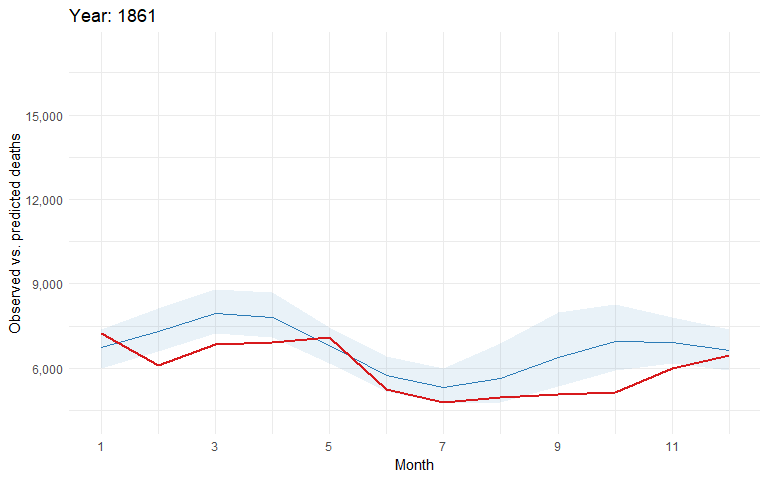 Year: 1861
Observed vs. predicted deaths
15,000
12,000
9,000
6,000
1 3 5 7 9 11
Month